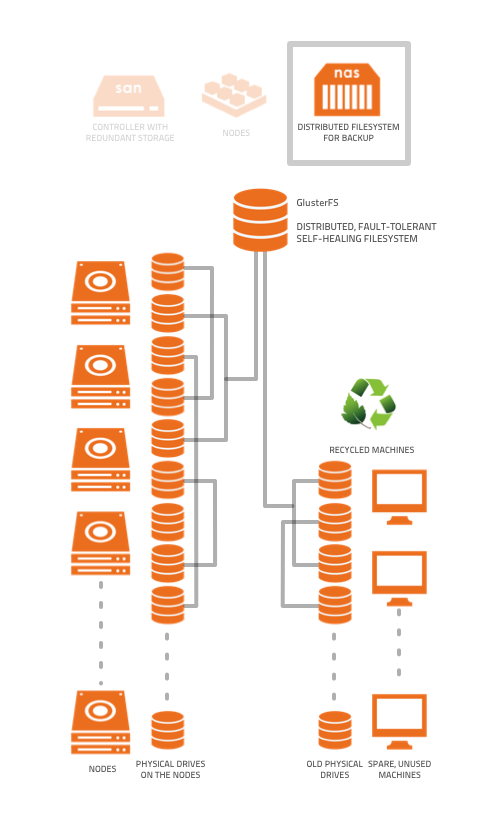 san
nas
CONTROLLER WITH
REDUNDANT STORAGE
NODES
DISTRIBUTED FILESYSTEM
FOR BACKUP
GlusterFS
DISTRIBUTED, FAULT-TOLERANT
SELF-HEALING FILESYSTEM
RECYCLED MACHINES
NODES
PHYSICAL DRIVES
ON THE NODES
OLD PHYSICAL
DRIVES
SPARE, UNUSED
MACHINES